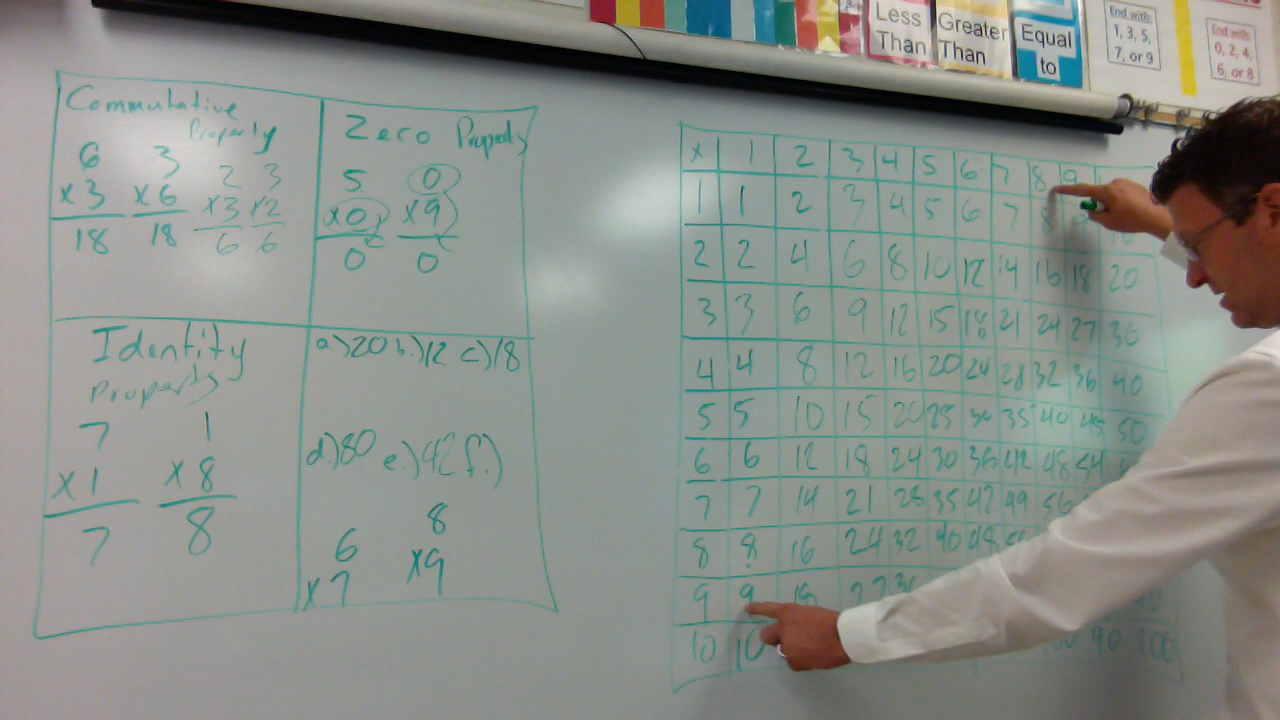 Less
Than
Greater
Than
Equal
to
End with:
1, 3, 5,
7, or 9
End with:
0, 2, 4,
6, or 8
Commutative
Property
6 3 2 3
x3 x6 x3 x2
18 18 6 6
Zero Property
5 0
x0 x9
0 0
Identity
Property
7 1
x1 x8
7 8
a.)20 b.)12 c.)18
d.)80 e.)42 f.)
6 8
x7 x9
x 1 2 3 4 5 6 7 8 9
1 1 2 3 4 5 6 7 8 10
2 2 4 6 8 10 12 14 16 18 20
3 3 6 9 12 15 18 21 24 27 30
4 4 8 12 16 20 24 28 32 36 40
5 5 10 15 20 25 30 35 40 45 50
6 6 12 18 24 30 36 42 48 54
7 7 14 21 28 35 42 49 56
8 8 16 24 32 40 48
9 9 18 27 36
10 10 90 100